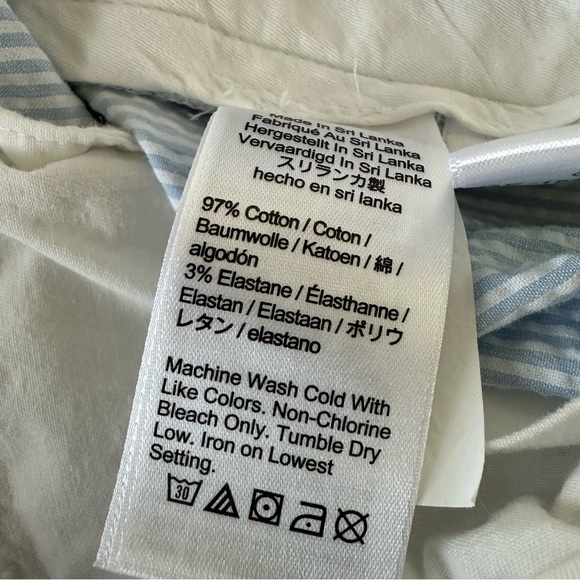 Made In Sri Lanka
Fabriqué Au Sri Lanka
Hergestellt In Sri Lanka
Vervaardigd In Sri Lanka
スリランカ製
hecho en sri lanka
97% Cotton / Coton /
Baumwolle / Katoen / 綿 /
algodón
3% Elastane / Élasthanne /
Elastan / Elastaan / ポリウ
レタン / elastano
Machine Wash Cold With
Like Colors. Non-Chlorine
Bleach Only. Tumble Dry
Low. Iron on Lowest
Setting.
30